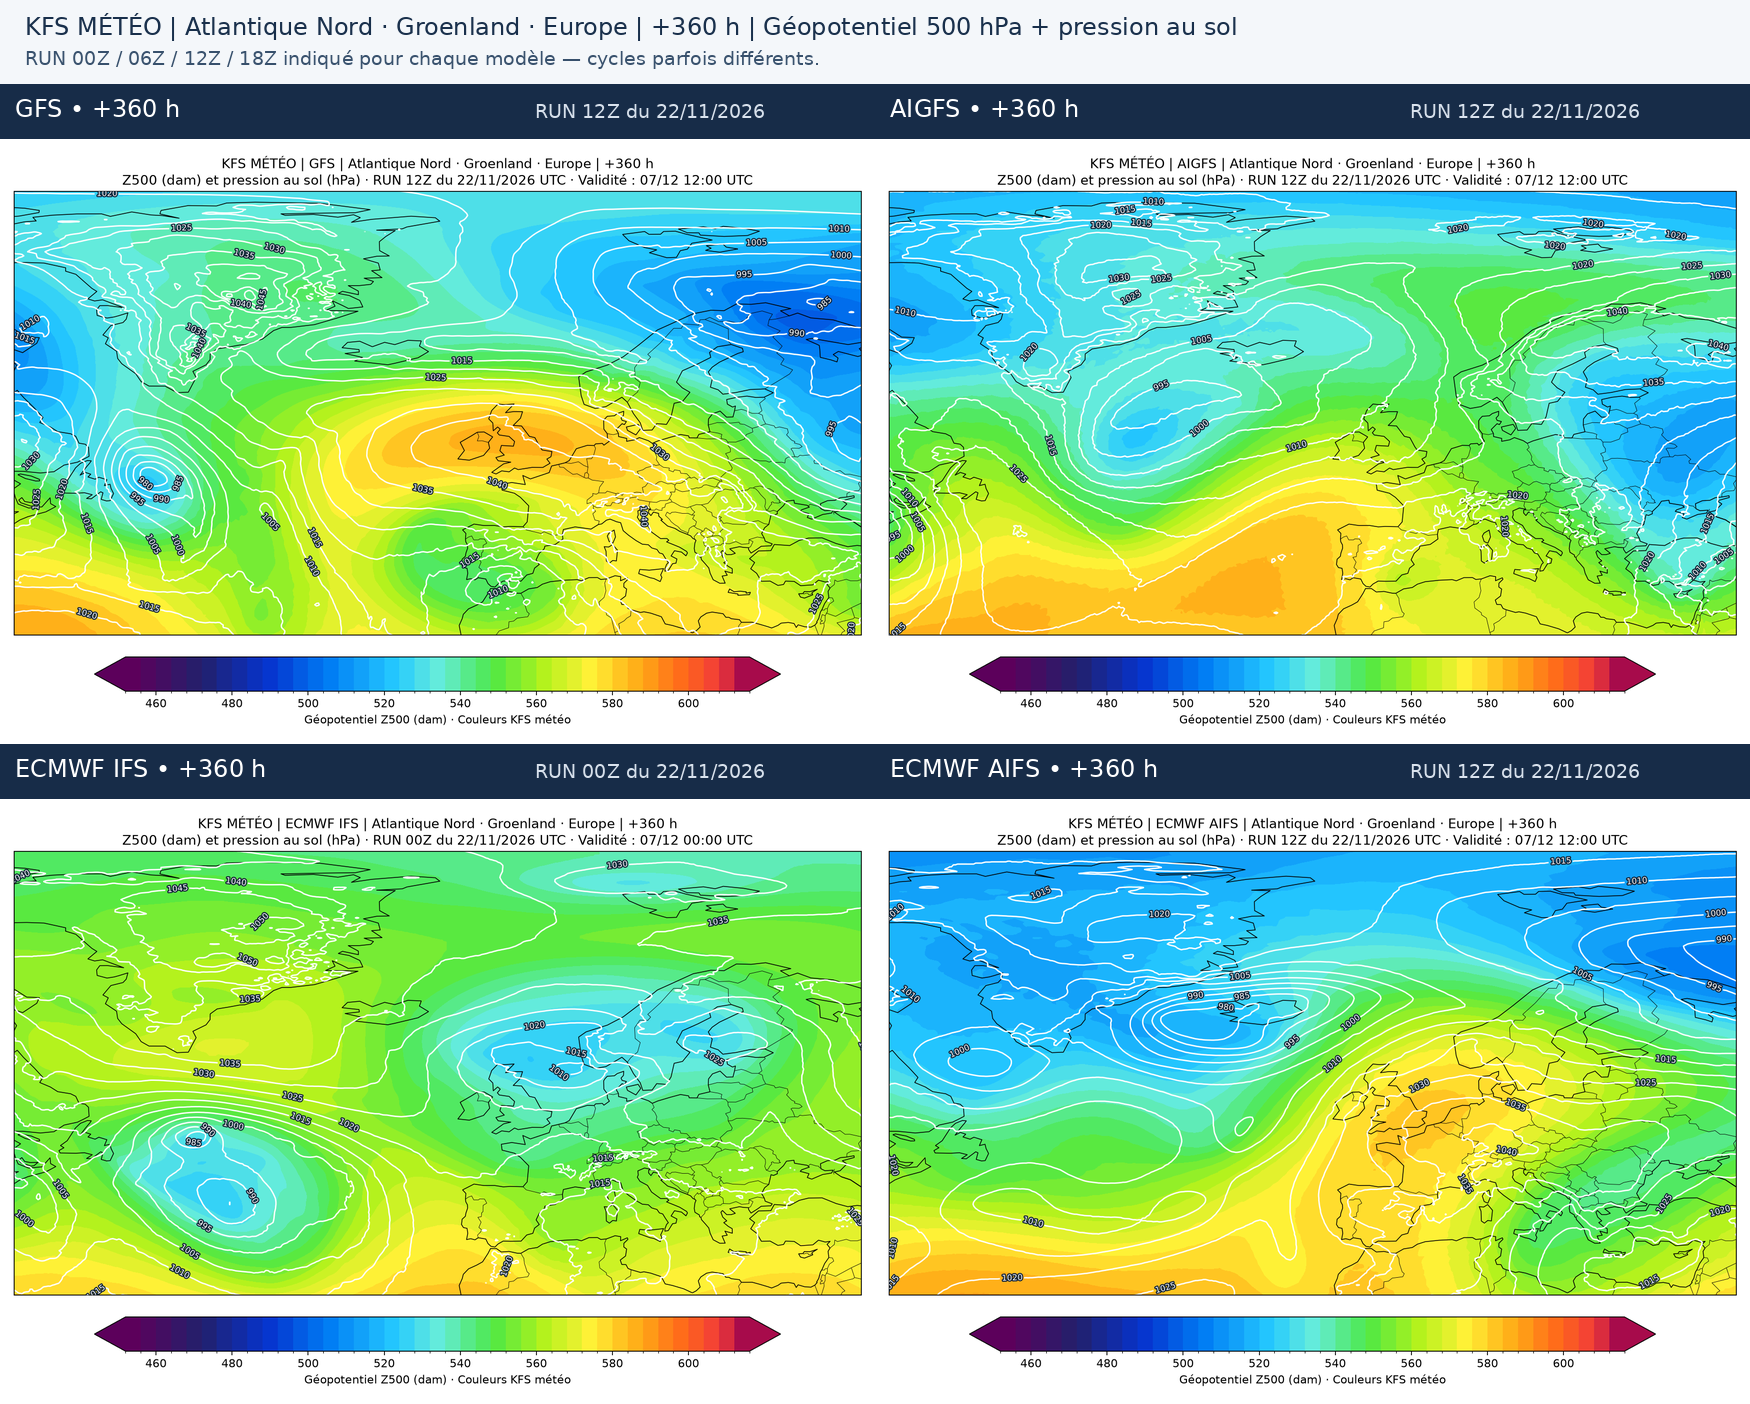 KFS MÉTÉO | Atlantique Nord · Groenland · Europe | +360 h | Géopotentiel 500 hPa + pression au sol
RUN 00Z / 06Z / 12Z / 18Z indiqué pour chaque modèle — cycles parfois différents.
GFS • +360 h
RUN 12Z du 22/11/2026
AIGFS • +360 h
RUN 12Z du 22/11/2026
KFS MÉTÉO | GFS | Atlantique Nord · Groenland · Europe | +360 h
Z500 (dam) et pression au sol (hPa) · RUN 12Z du 22/11/2026 UTC · Validité : 07/12 12:00 UTC
KFS MÉTÉO | AIGFS | Atlantique Nord · Groenland · Europe | +360 h
Z500 (dam) et pression au sol (hPa) · RUN 12Z du 22/11/2026 UTC · Validité : 07/12 12:00 UTC
460 480 500 520 540 560 580 600
Géopotentiel Z500 (dam) · Couleurs KFS météo
460 480 500 520 540 560 580 600
Géopotentiel Z500 (dam) · Couleurs KFS météo
ECMWF IFS • +360 h
RUN 00Z du 22/11/2026
ECMWF AIFS • +360 h
RUN 12Z du 22/11/2026
KFS MÉTÉO | ECMWF IFS | Atlantique Nord · Groenland · Europe | +360 h
Z500 (dam) et pression au sol (hPa) · RUN 00Z du 22/11/2026 UTC · Validité : 07/12 00:00 UTC
KFS MÉTÉO | ECMWF AIFS | Atlantique Nord · Groenland · Europe | +360 h
Z500 (dam) et pression au sol (hPa) · RUN 12Z du 22/11/2026 UTC · Validité : 07/12 12:00 UTC
460 480 500 520 540 560 580 600
Géopotentiel Z500 (dam) · Couleurs KFS météo
460 480 500 520 540 560 580 600
Géopotentiel Z500 (dam) · Couleurs KFS météo